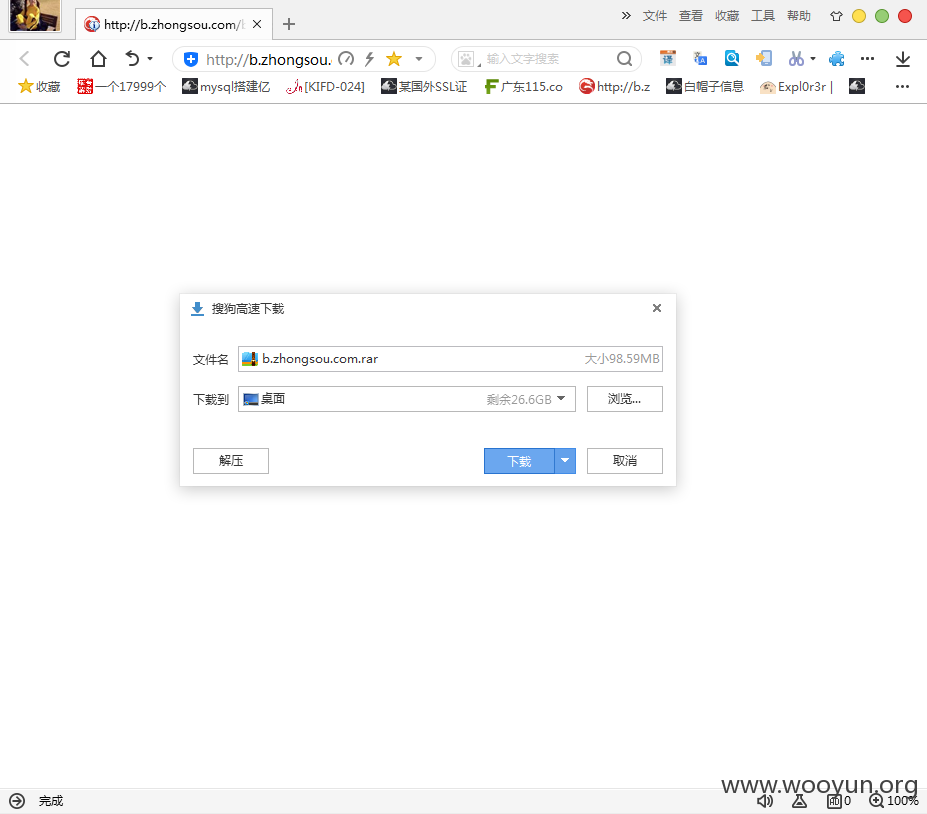 http://b.zhongsou.com/b
文件 查看 收藏 工具 帮助
http://b.zhongsou. 输入文字搜索 译
收藏 一个17999个 mysql搭建亿 [KIFD-024] 某国外SSL证 广东115.co http://b.z 白帽子信息 Expl0r3r |
搜狗高速下载
文件名 b.zhongsou.com.rar 大小98.59MB
下载到 桌面 剩余26.6GB 浏览...
解压 下载 取消
www.wooyun.org
完成 0 100%